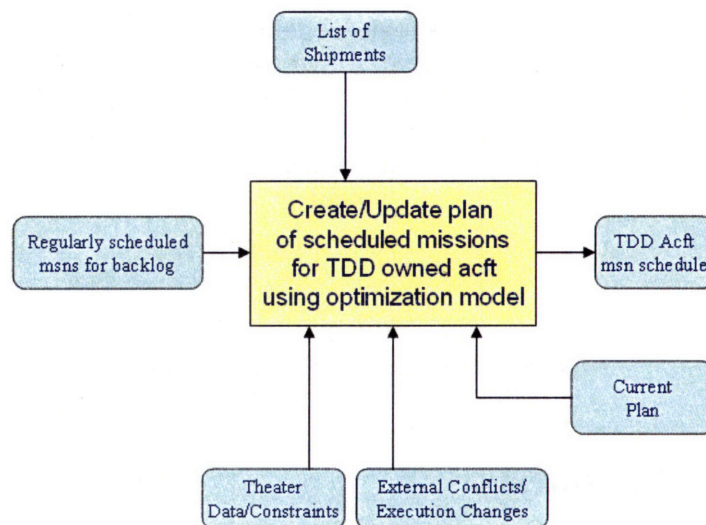 List of
Shipments
Regularly scheduled
msns for backlog
Create/Update plan
of scheduled missions
for TDD owned acft
using optimization model
TDD Acft
msn schedule
Current
Plan
Theater
Data/Constraints
External Conflicts/
Execution Changes